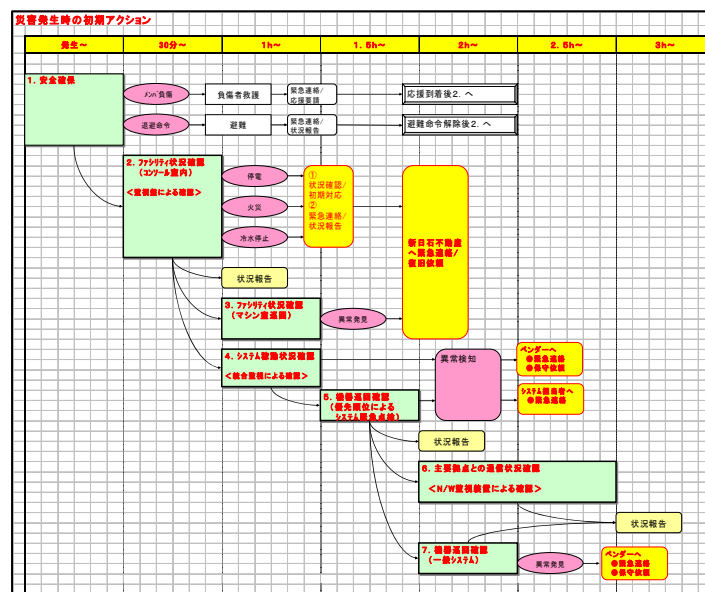 災害発生時の初期アクション
発生～
30分～
1h～
1.5h～
2h～
2.5h～
3h～
1．安全確保
ﾒﾝﾊﾞ負傷
負傷者救護
緊急連絡/
応援要請
応援到着後2．へ
退避命令
避難
緊急連絡/
状況報告
避難命令解除後2．へ
2．ﾌｧｼﾘﾃｨ状況確認
（ｺﾝｿｰﾙ室内）
＜監視盤による確認＞
停電
火災
冷水停止
①
状況確認/
初期対応
②
緊急連絡/
状況報告
新日石不動産
へ緊急連絡/
復旧依頼
状況報告
3．ﾌｧｼﾘﾃｨ状況確認
（マシン室巡回）
異常発見
4．ｼｽﾃﾑ稼動状況確認
＜統合監視による確認＞
異常検知
ベンダーへ
●緊急連絡
●保守依頼
ｼｽﾃﾑ担当者へ
●緊急連絡
5．機器巡回確認
（優先順位による
ｼｽﾃﾑ緊急点検）
状況報告
6．主要拠点との通信状況確認
＜N/W監視装置による確認＞
状況報告
7．機器巡回確認
（一般ｼｽﾃﾑ）
異常発見
ベンダーへ
●緊急連絡
●保守依頼